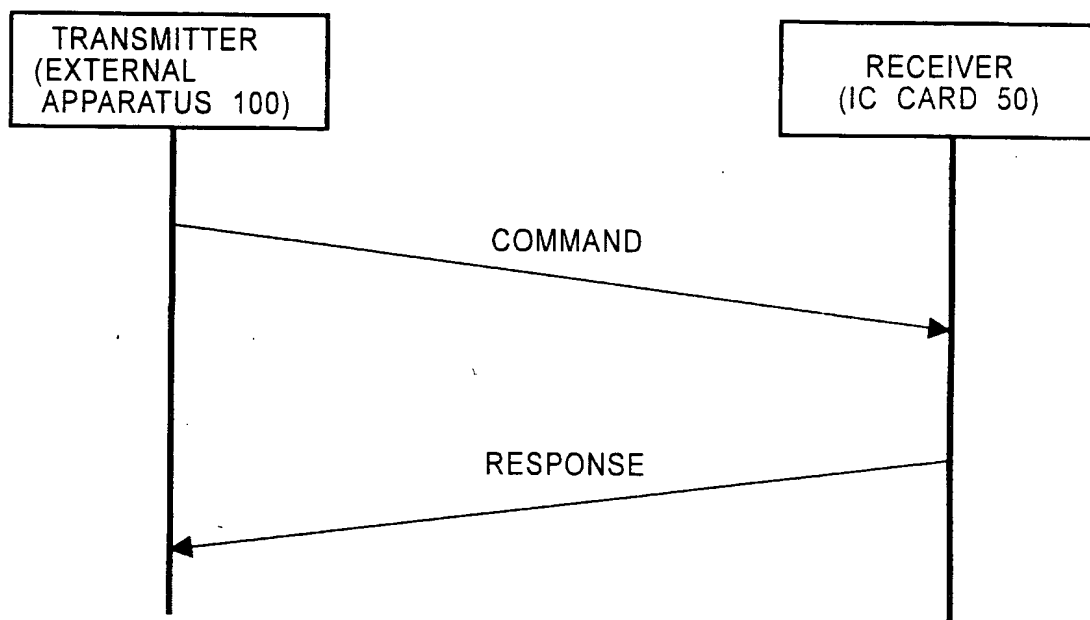 TRANSMITTER
(EXTERNAL
APPARATUS 100)
RECEIVER
(IC CARD 50)
COMMAND
RESPONSE